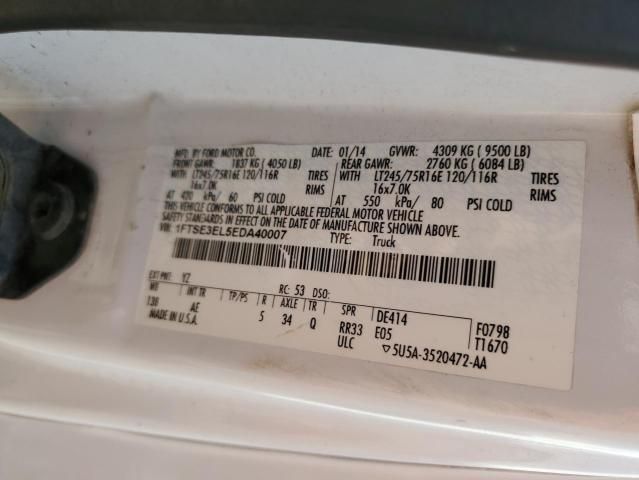 MFD. BY FORD MOTOR CO. DATE: 01/14 GVWR: 4309 KG ( 9500 LB)
FRONT GAWR: 1837 KG ( 4050 LB) REAR GAWR: 2760 KG ( 6084 LB)
WITH LT245/75R16E 120/116R TIRES WITH LT245/75R16E 120/116R TIRES
16x7.0K RIMS 16x7.0K RIMS
AT 420 kPa/ 60 PSI COLD AT 550 kPa/ 80 PSI COLD
THIS VEHICLE CONFORMS TO ALL APPLICABLE FEDERAL MOTOR VEHICLE
SAFETY STANDARDS IN EFFECT ON THE DATE OF MANUFACTURE SHOWN ABOVE.
VIN: 1FTSE3EL5EDA40007
TYPE: Truck
EXT PNT: YZ RC: 53 DSO:
WB INT TR TP/PS R AXLE TR SPR DE414 F0798
138 AE 5 34 Q RR33 E05 T1670
MADE IN U.S.A. ULC ▽5U5A-3520472-AA